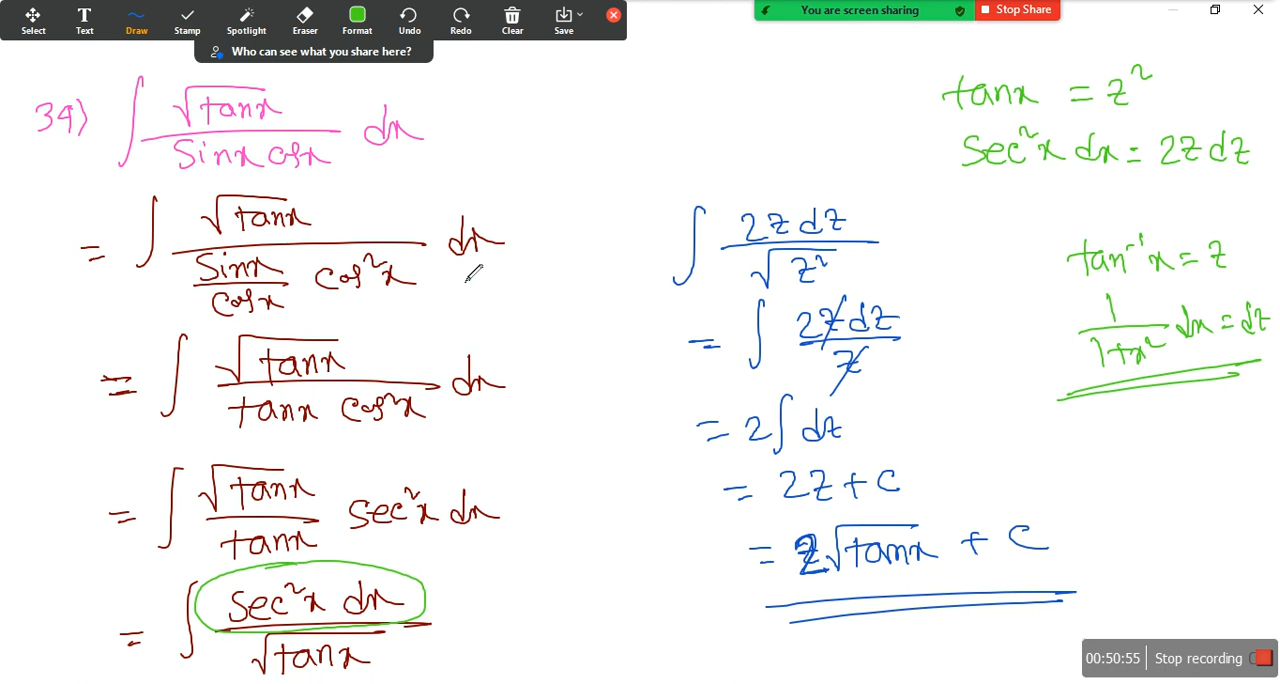 Select Text Draw Stamp Spotlight Eraser Format Undo Redo Clear Save
Who can see what you share here?
You are screen sharing Stop Share
34) ∫ √tanx / (sinx cosx) dx
= ∫ √tanx / ((sinx/cosx) cos²x) dx
= ∫ √tanx / (tanx cos²x) dx
= ∫ (√tanx / tanx) sec²x dx
= ∫ sec²x dx / √tanx
∫ 2z dz / √z²
= ∫ 2z dz / z
= 2∫ dz
= 2z + c
= 2√tanx + c
tanx = z²
sec²x dx = 2z dz
tan⁻¹x = z
1/(1+x²) dx = dz
00:50:55 Stop recording